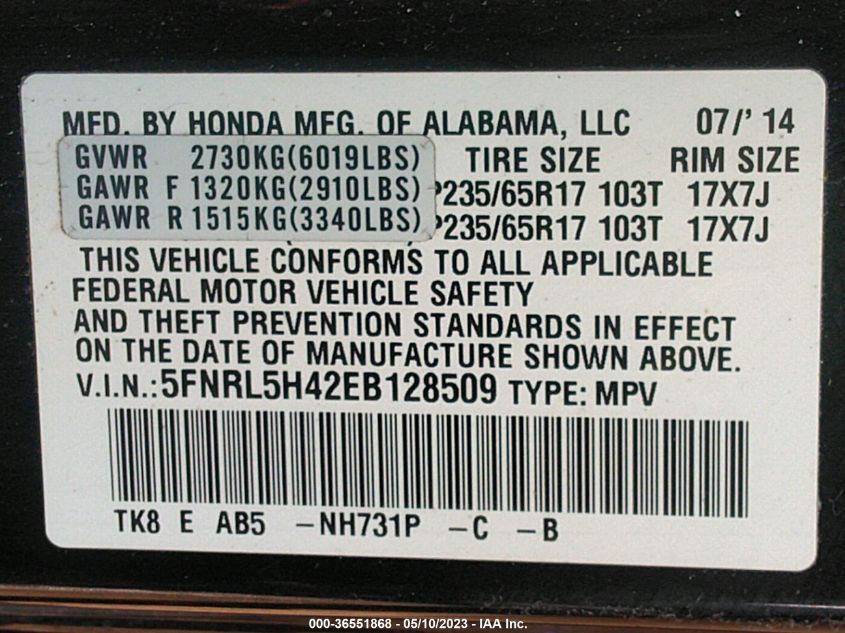 MFD. BY HONDA MFG. OF ALABAMA, LLC 07/' 14
GVWR 2730KG(6019LBS) TIRE SIZE RIM SIZE
GAWR F 1320KG(2910LBS) P235/65R17 103T 17X7J
GAWR R 1515KG(3340LBS) P235/65R17 103T 17X7J
THIS VEHICLE CONFORMS TO ALL APPLICABLE
FEDERAL MOTOR VEHICLE SAFETY
AND THEFT PREVENTION STANDARDS IN EFFECT
ON THE DATE OF MANUFACTURE SHOWN ABOVE.
V.I.N.:5FNRL5H42EB128509 TYPE: MPV
TK8 E AB5 -NH731P -C -B
000-36551868 - 05/10/2023 - IAA Inc.